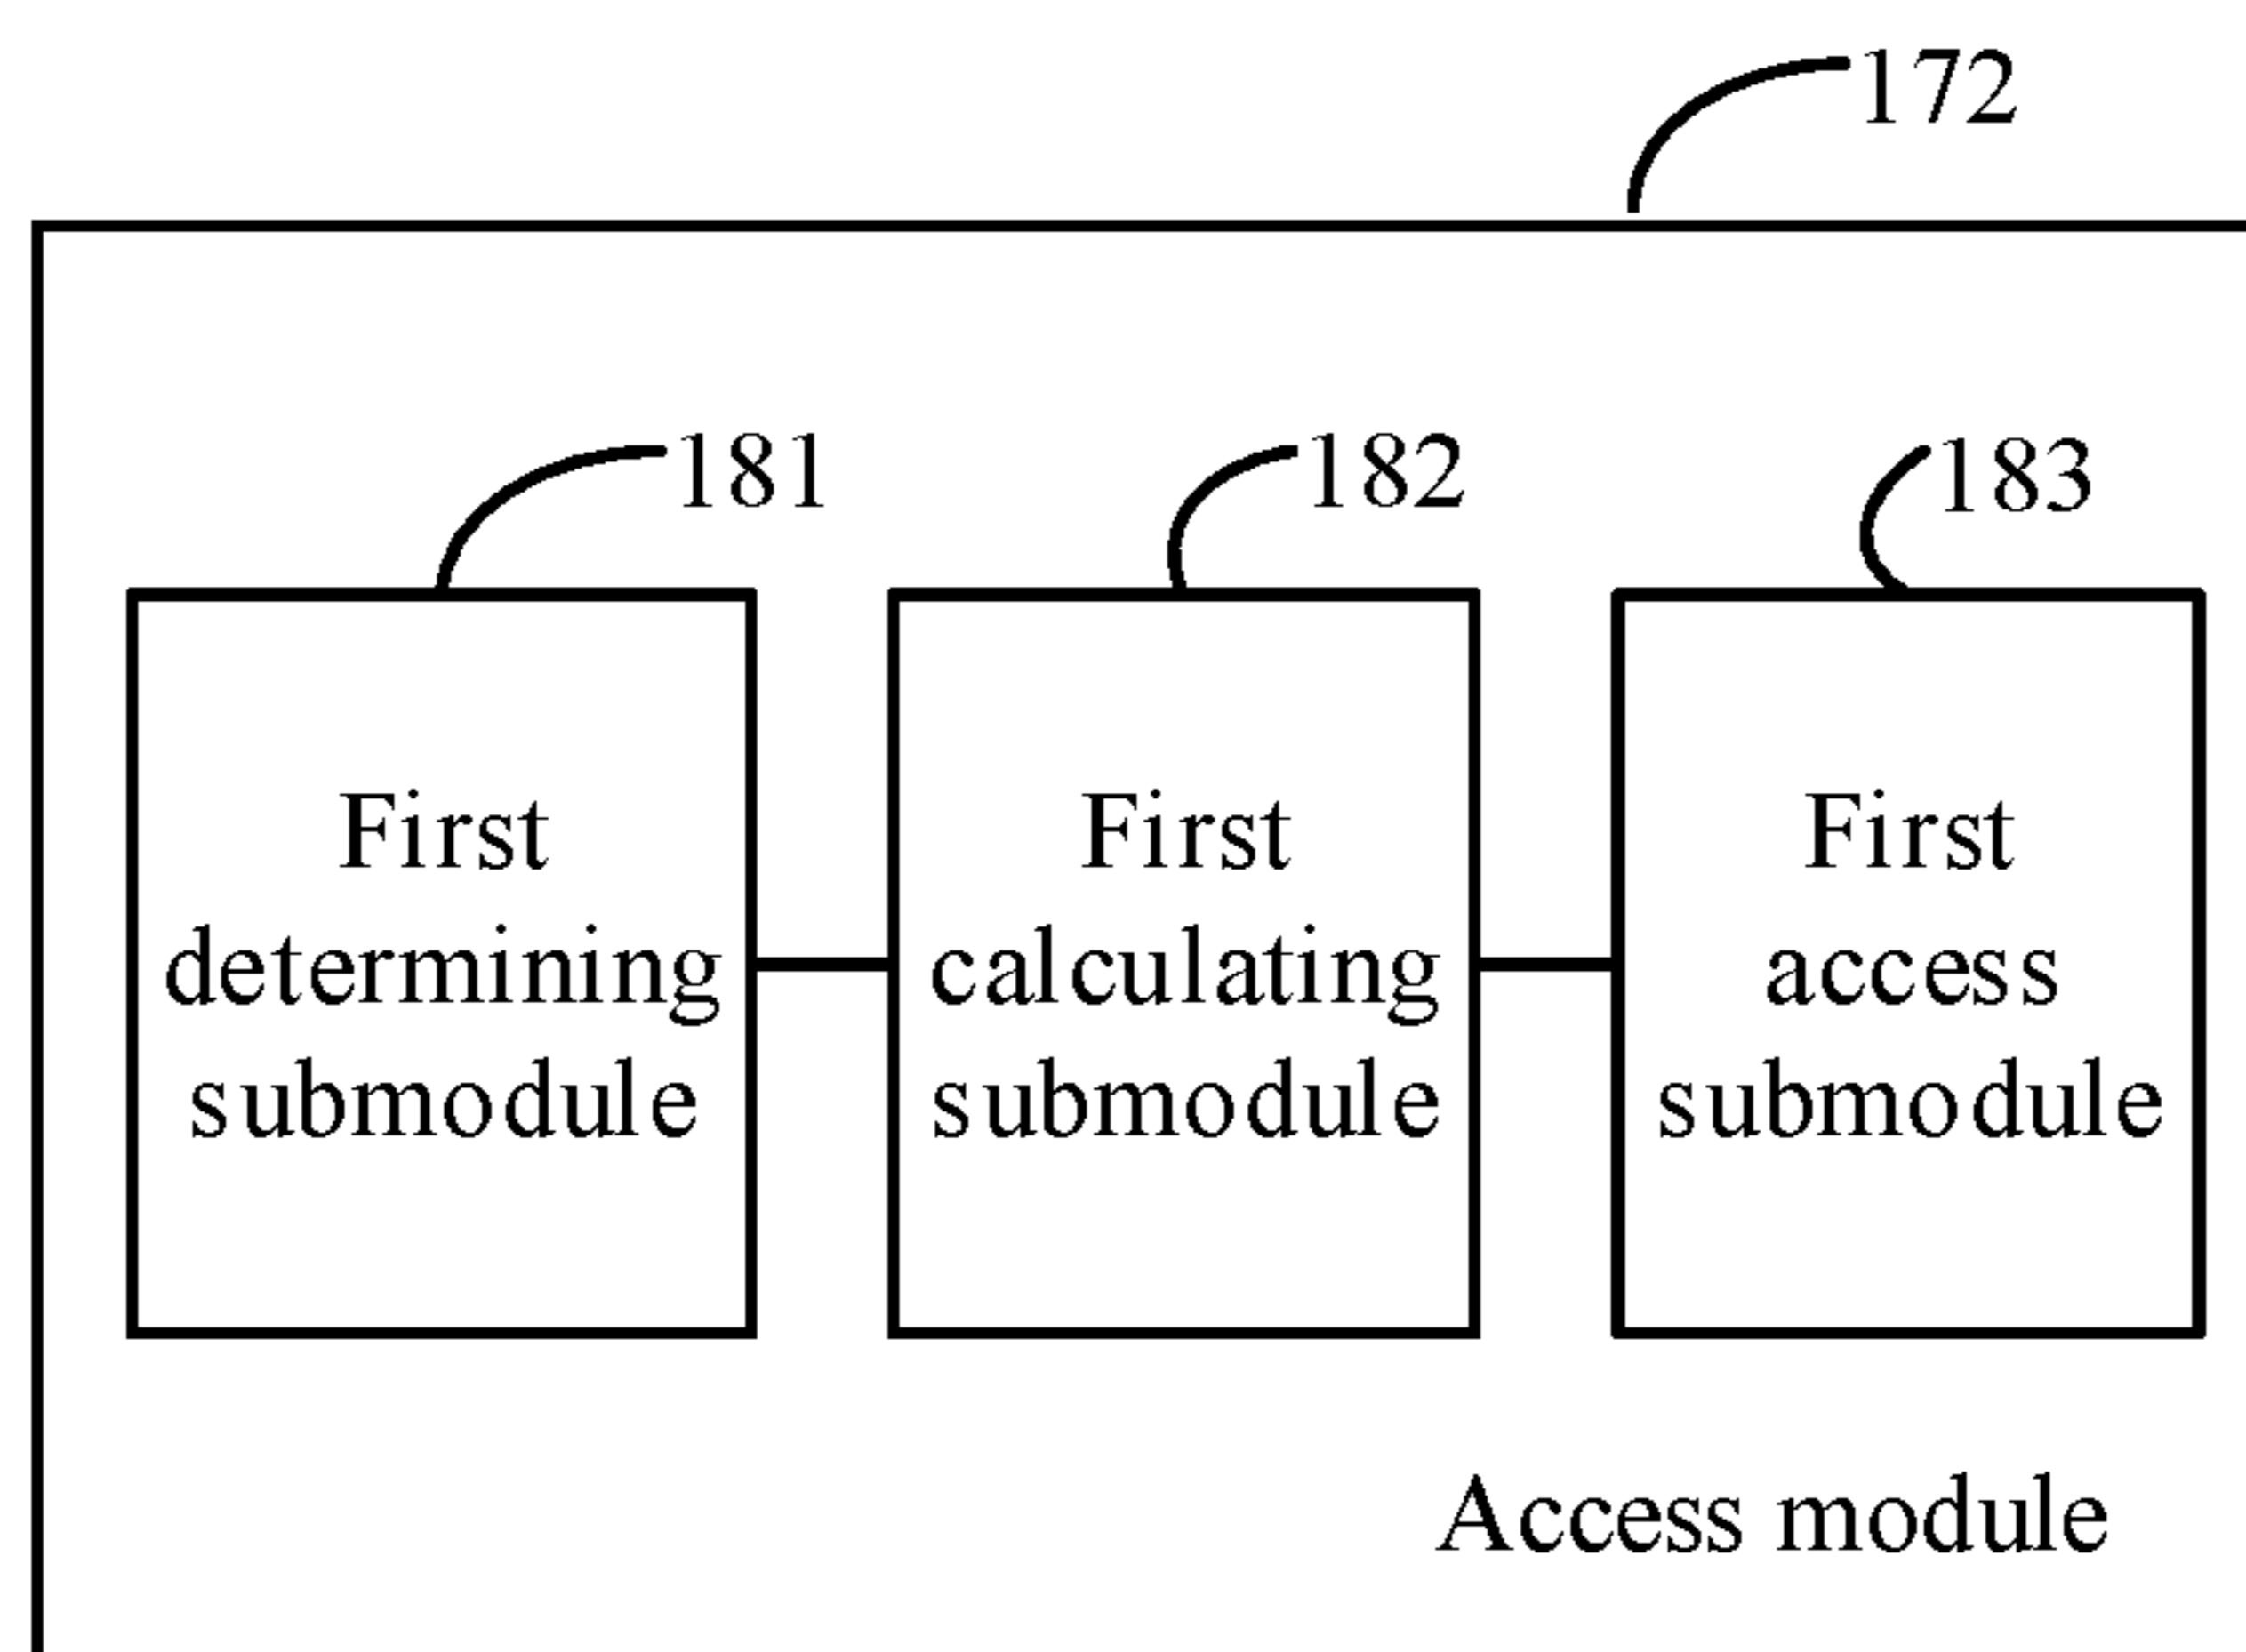 172
181
182
183
First
determining
submodule
First
calculating
submodule
First
access
submodule
Access module